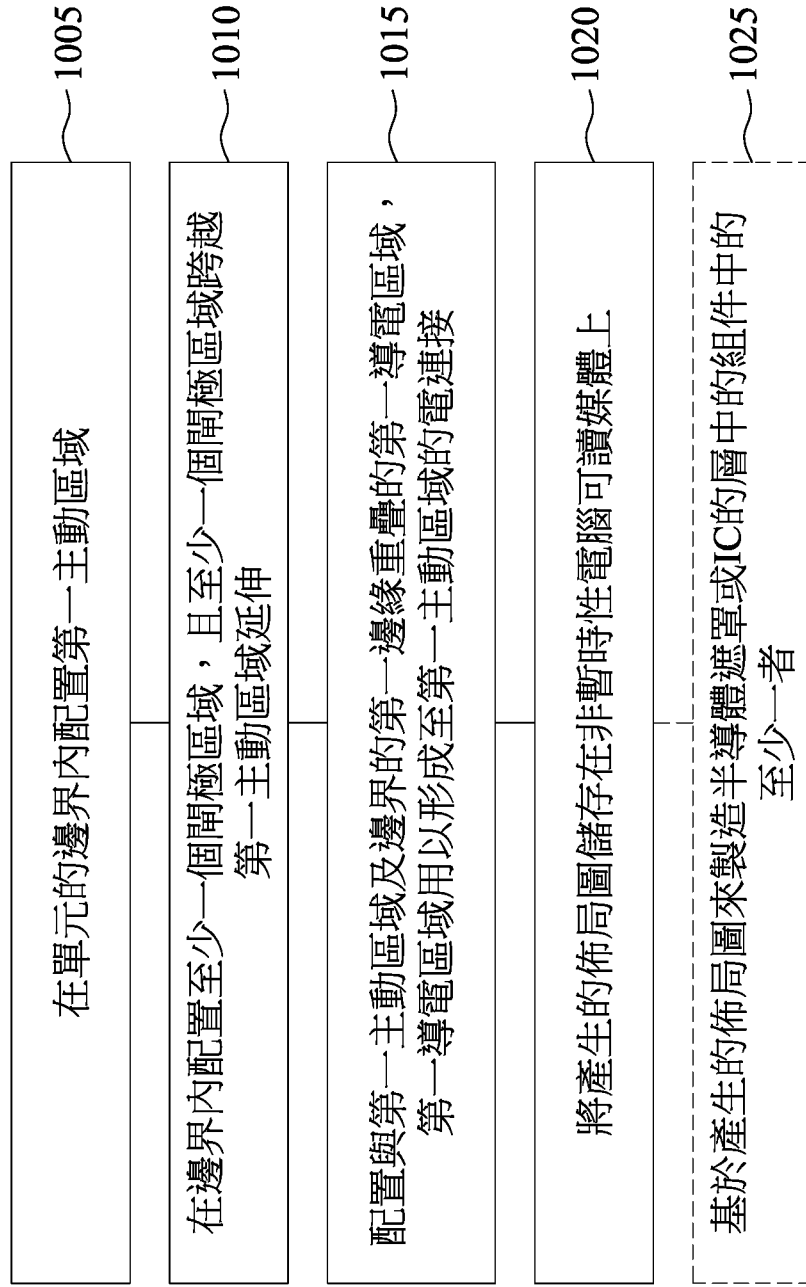 在單元的邊界內配置第一主動區域
1005
在邊界內配置至少一個閘極區域，且至少一個閘極區域跨越
第一主動區域延伸
1010
配置與第一主動區域及邊界的第一邊緣重疊的第一導電區域，
第一導電區域用以形成至第一主動區域的電連接
1015
將產生的佈局圖儲存在非暫時性電腦可讀媒體上
1020
基於產生的佈局圖來製造半導體遮罩或IC的層中的組件中的
至少一者
1025